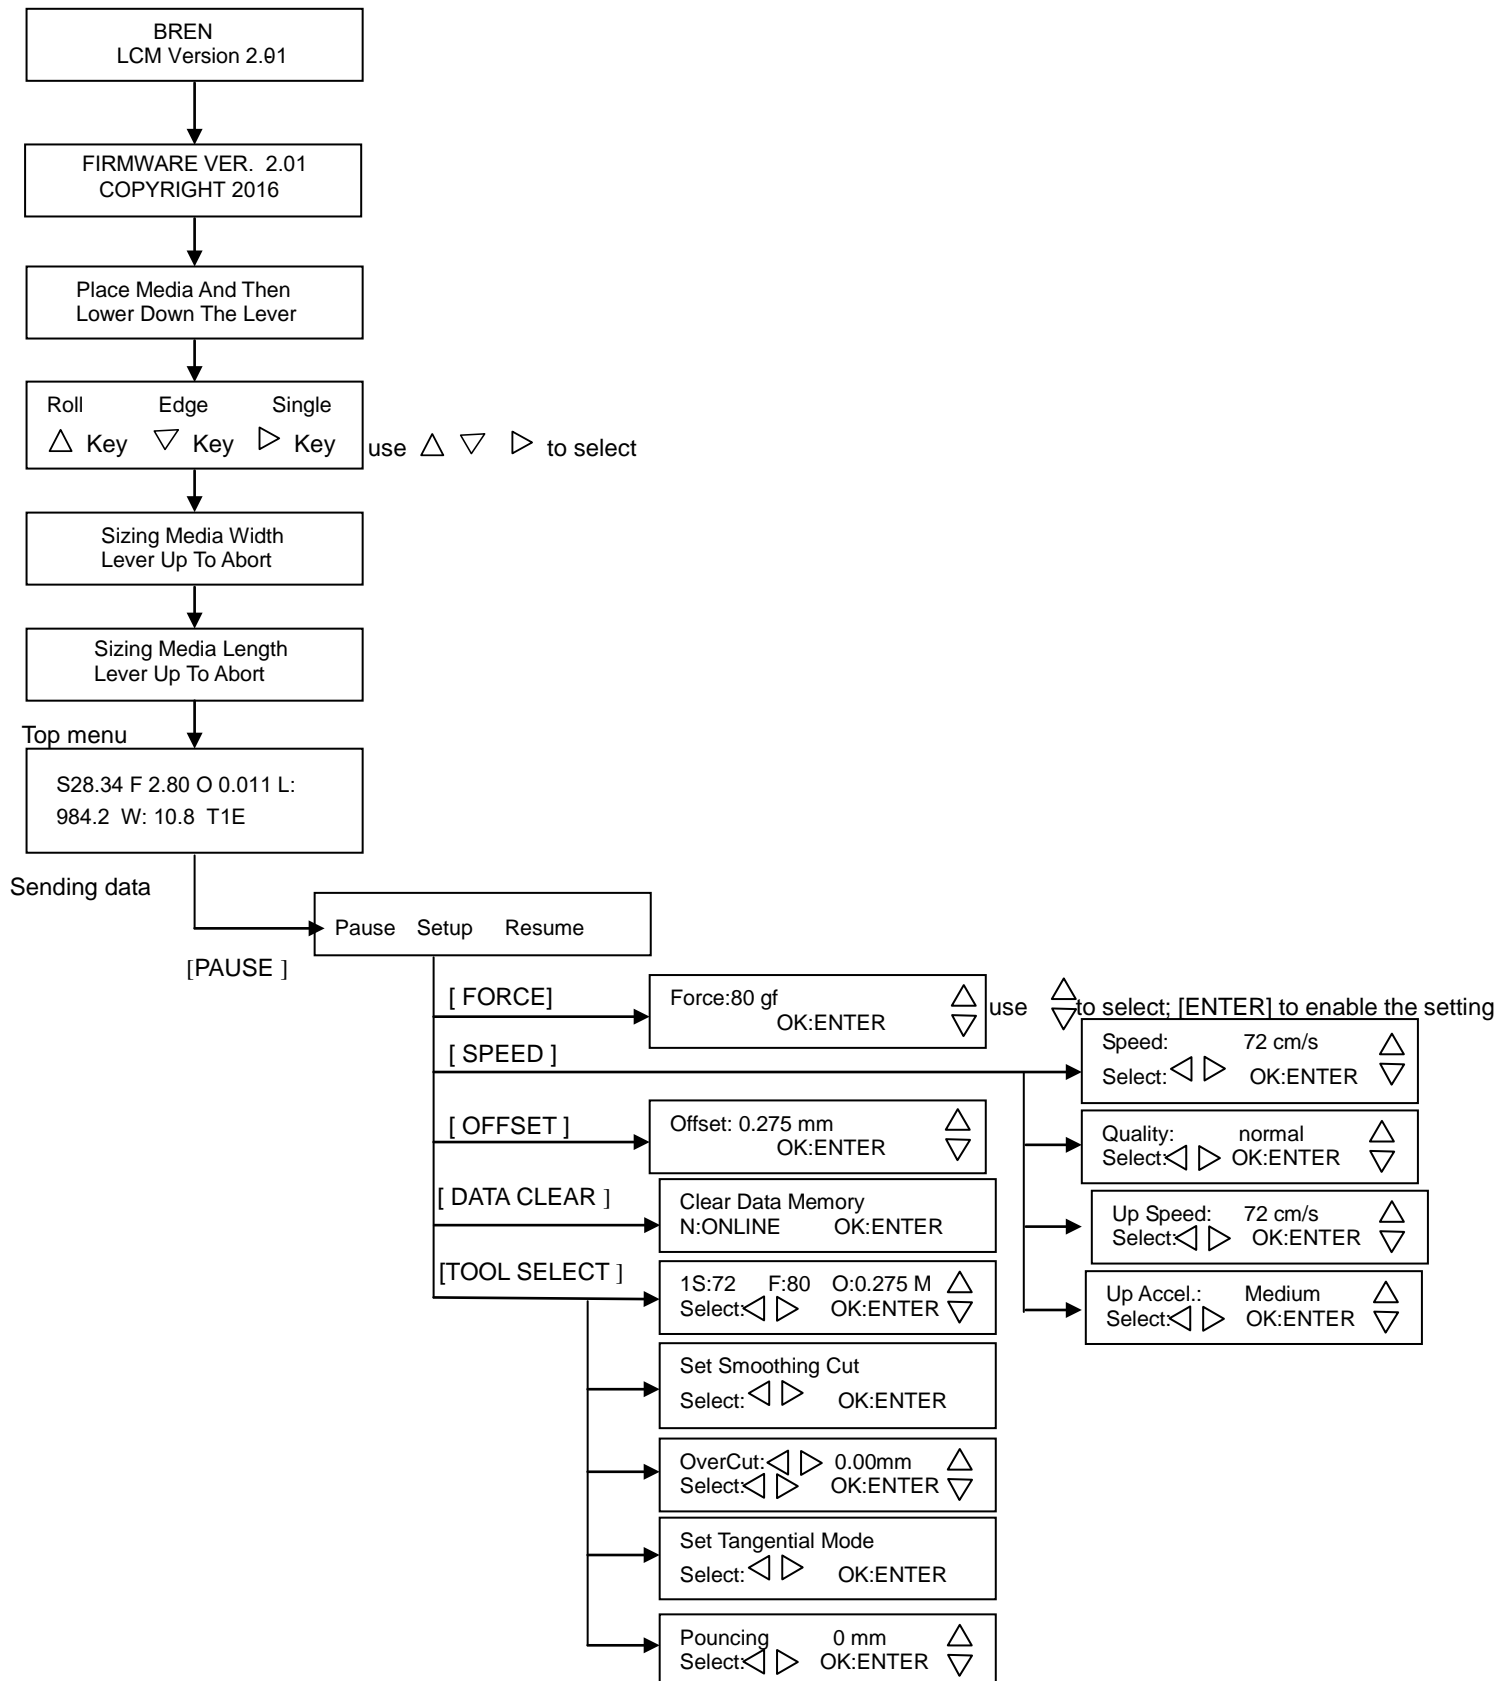 BREN
LCM Version 2.01
FIRMWARE VER. 2.01
COPYRIGHT 2016
Place Media And Then
Lower Down The Lever
Roll Edge Single
△ Key ▽ Key ▷ Key
use △ ▽ ▷ to select
Sizing Media Width
Lever Up To Abort
Sizing Media Length
Lever Up To Abort
Top menu
S28.34 F 2.80 O 0.011 L:
984.2 W: 10.8 T1E
Sending data
[PAUSE ]
Pause Setup Resume
[ FORCE]
Force:80 gf △
OK:ENTER ▽
use △▽ to select; [ENTER] to enable the setting
[ SPEED ]
Speed: 72 cm/s △
Select: ◁ ▷ OK:ENTER ▽
Quality: normal △
Select:◁ ▷ OK:ENTER ▽
Up Speed: 72 cm/s △
Select:◁ ▷ OK:ENTER ▽
Up Accel.: Medium △
Select:◁ ▷ OK:ENTER ▽
[ OFFSET ]
Offset: 0.275 mm △
OK:ENTER ▽
[ DATA CLEAR ]
Clear Data Memory
N:ONLINE OK:ENTER
[TOOL SELECT ]
1S:72 F:80 O:0.275 M △
Select:◁ ▷ OK:ENTER ▽
Set Smoothing Cut
Select: ◁ ▷ OK:ENTER
OverCut:◁ ▷ 0.00mm △
Select:◁ ▷ OK:ENTER ▽
Set Tangential Mode
Select: ◁ ▷ OK:ENTER
Pouncing 0 mm △
Select:◁ ▷ OK:ENTER ▽